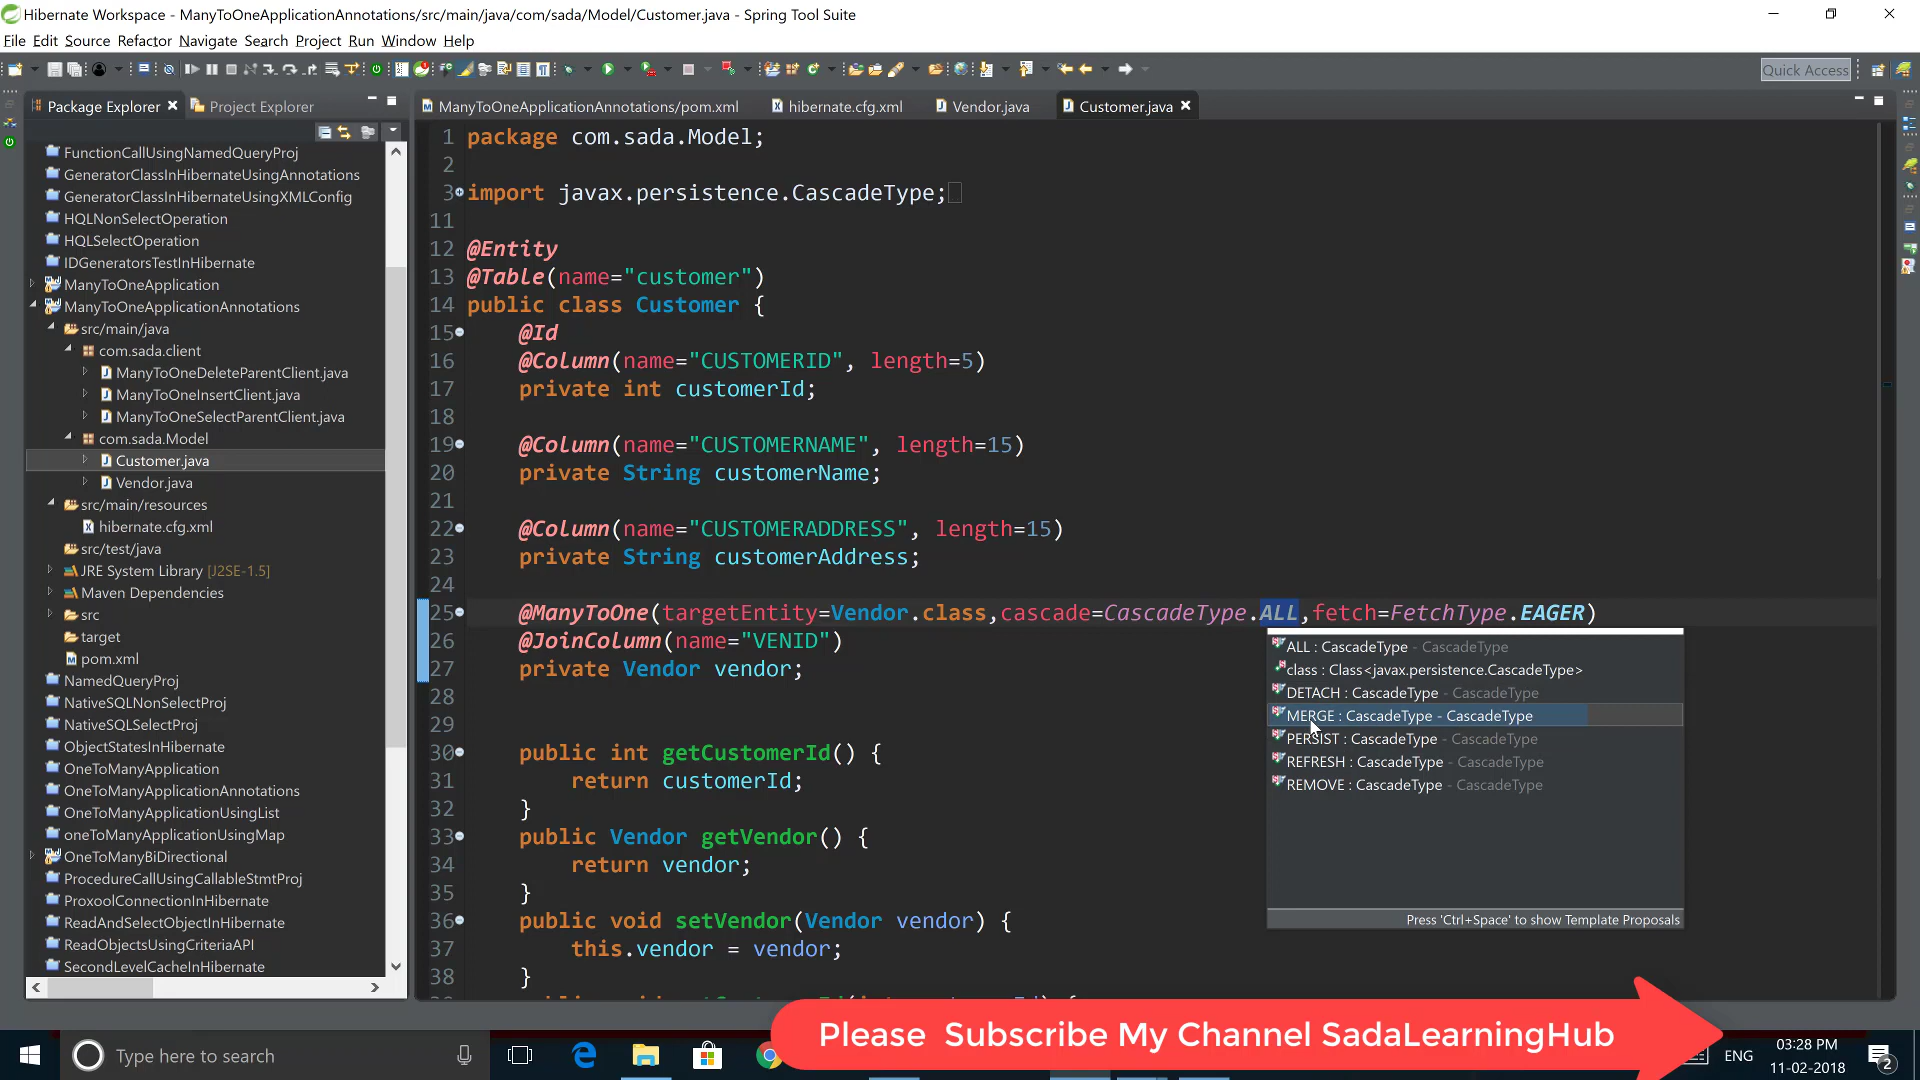 Hibernate Workspace - ManyToOneApplicationAnnotations/src/main/java/com/sada/Model/Customer.java - Spring Tool Suite
File Edit Source Refactor Navigate Search Project Run Window Help
Quick Access
Package Explorer
Project Explorer
ManyToOneApplicationAnnotations/pom.xml
hibernate.cfg.xml
Vendor.java
Customer.java
FunctionCallUsingNamedQueryProj
GeneratorClassInHibernateUsingAnnotations
GeneratorClassInHibernateUsingXMLConfig
HQLNonSelectOperation
HQLSelectOperation
IDGeneratorsTestInHibernate
ManyToOneApplication
ManyToOneApplicationAnnotations
src/main/java
com.sada.client
ManyToOneDeleteParentClient.java
ManyToOneInsertClient.java
ManyToOneSelectParentClient.java
com.sada.Model
Customer.java
Vendor.java
src/main/resources
hibernate.cfg.xml
src/test/java
JRE System Library [J2SE-1.5]
Maven Dependencies
src
target
pom.xml
NamedQueryProj
NativeSQLNonSelectProj
NativeSQLSelectProj
ObjectStatesInHibernate
OneToManyApplication
OneToManyApplicationAnnotations
OneToManyApplicationUsingList
oneToManyApplicationUsingMap
OneToManyBiDirectional
ProcedureCallUsingCallableStmtProj
ProxoolConnectionInHibernate
ReadAndSelectObjectInHibernate
ReadObjectsUsingCriteriaAPI
SecondLevelCacheInHibernate
1 package com.sada.Model;
2
3 import javax.persistence.CascadeType;
11
12 @Entity
13 @Table(name="customer")
14 public class Customer {
15 @Id
16 @Column(name="CUSTOMERID", length=5)
17 private int customerId;
18
19 @Column(name="CUSTOMERNAME", length=15)
20 private String customerName;
21
22 @Column(name="CUSTOMERADDRESS", length=15)
23 private String customerAddress;
24
25 @ManyToOne(targetEntity=Vendor.class,cascade=CascadeType.ALL,fetch=FetchType.EAGER)
26 @JoinColumn(name="VENID")
27 private Vendor vendor;
28
29
30 public int getCustomerId() {
31 return customerId;
32 }
33 public Vendor getVendor() {
34 return vendor;
35 }
36 public void setVendor(Vendor vendor) {
37 this.vendor = vendor;
38 }
ALL : CascadeType - CascadeType
class : Class<javax.persistence.CascadeType>
DETACH : CascadeType - CascadeType
MERGE : CascadeType - CascadeType
PERSIST : CascadeType - CascadeType
REFRESH : CascadeType - CascadeType
REMOVE : CascadeType - CascadeType
Press 'Ctrl+Space' to show Template Proposals
Please Subscribe My Channel SadaLearningHub
Type here to search
ENG
03:28 PM
11-02-2018
2